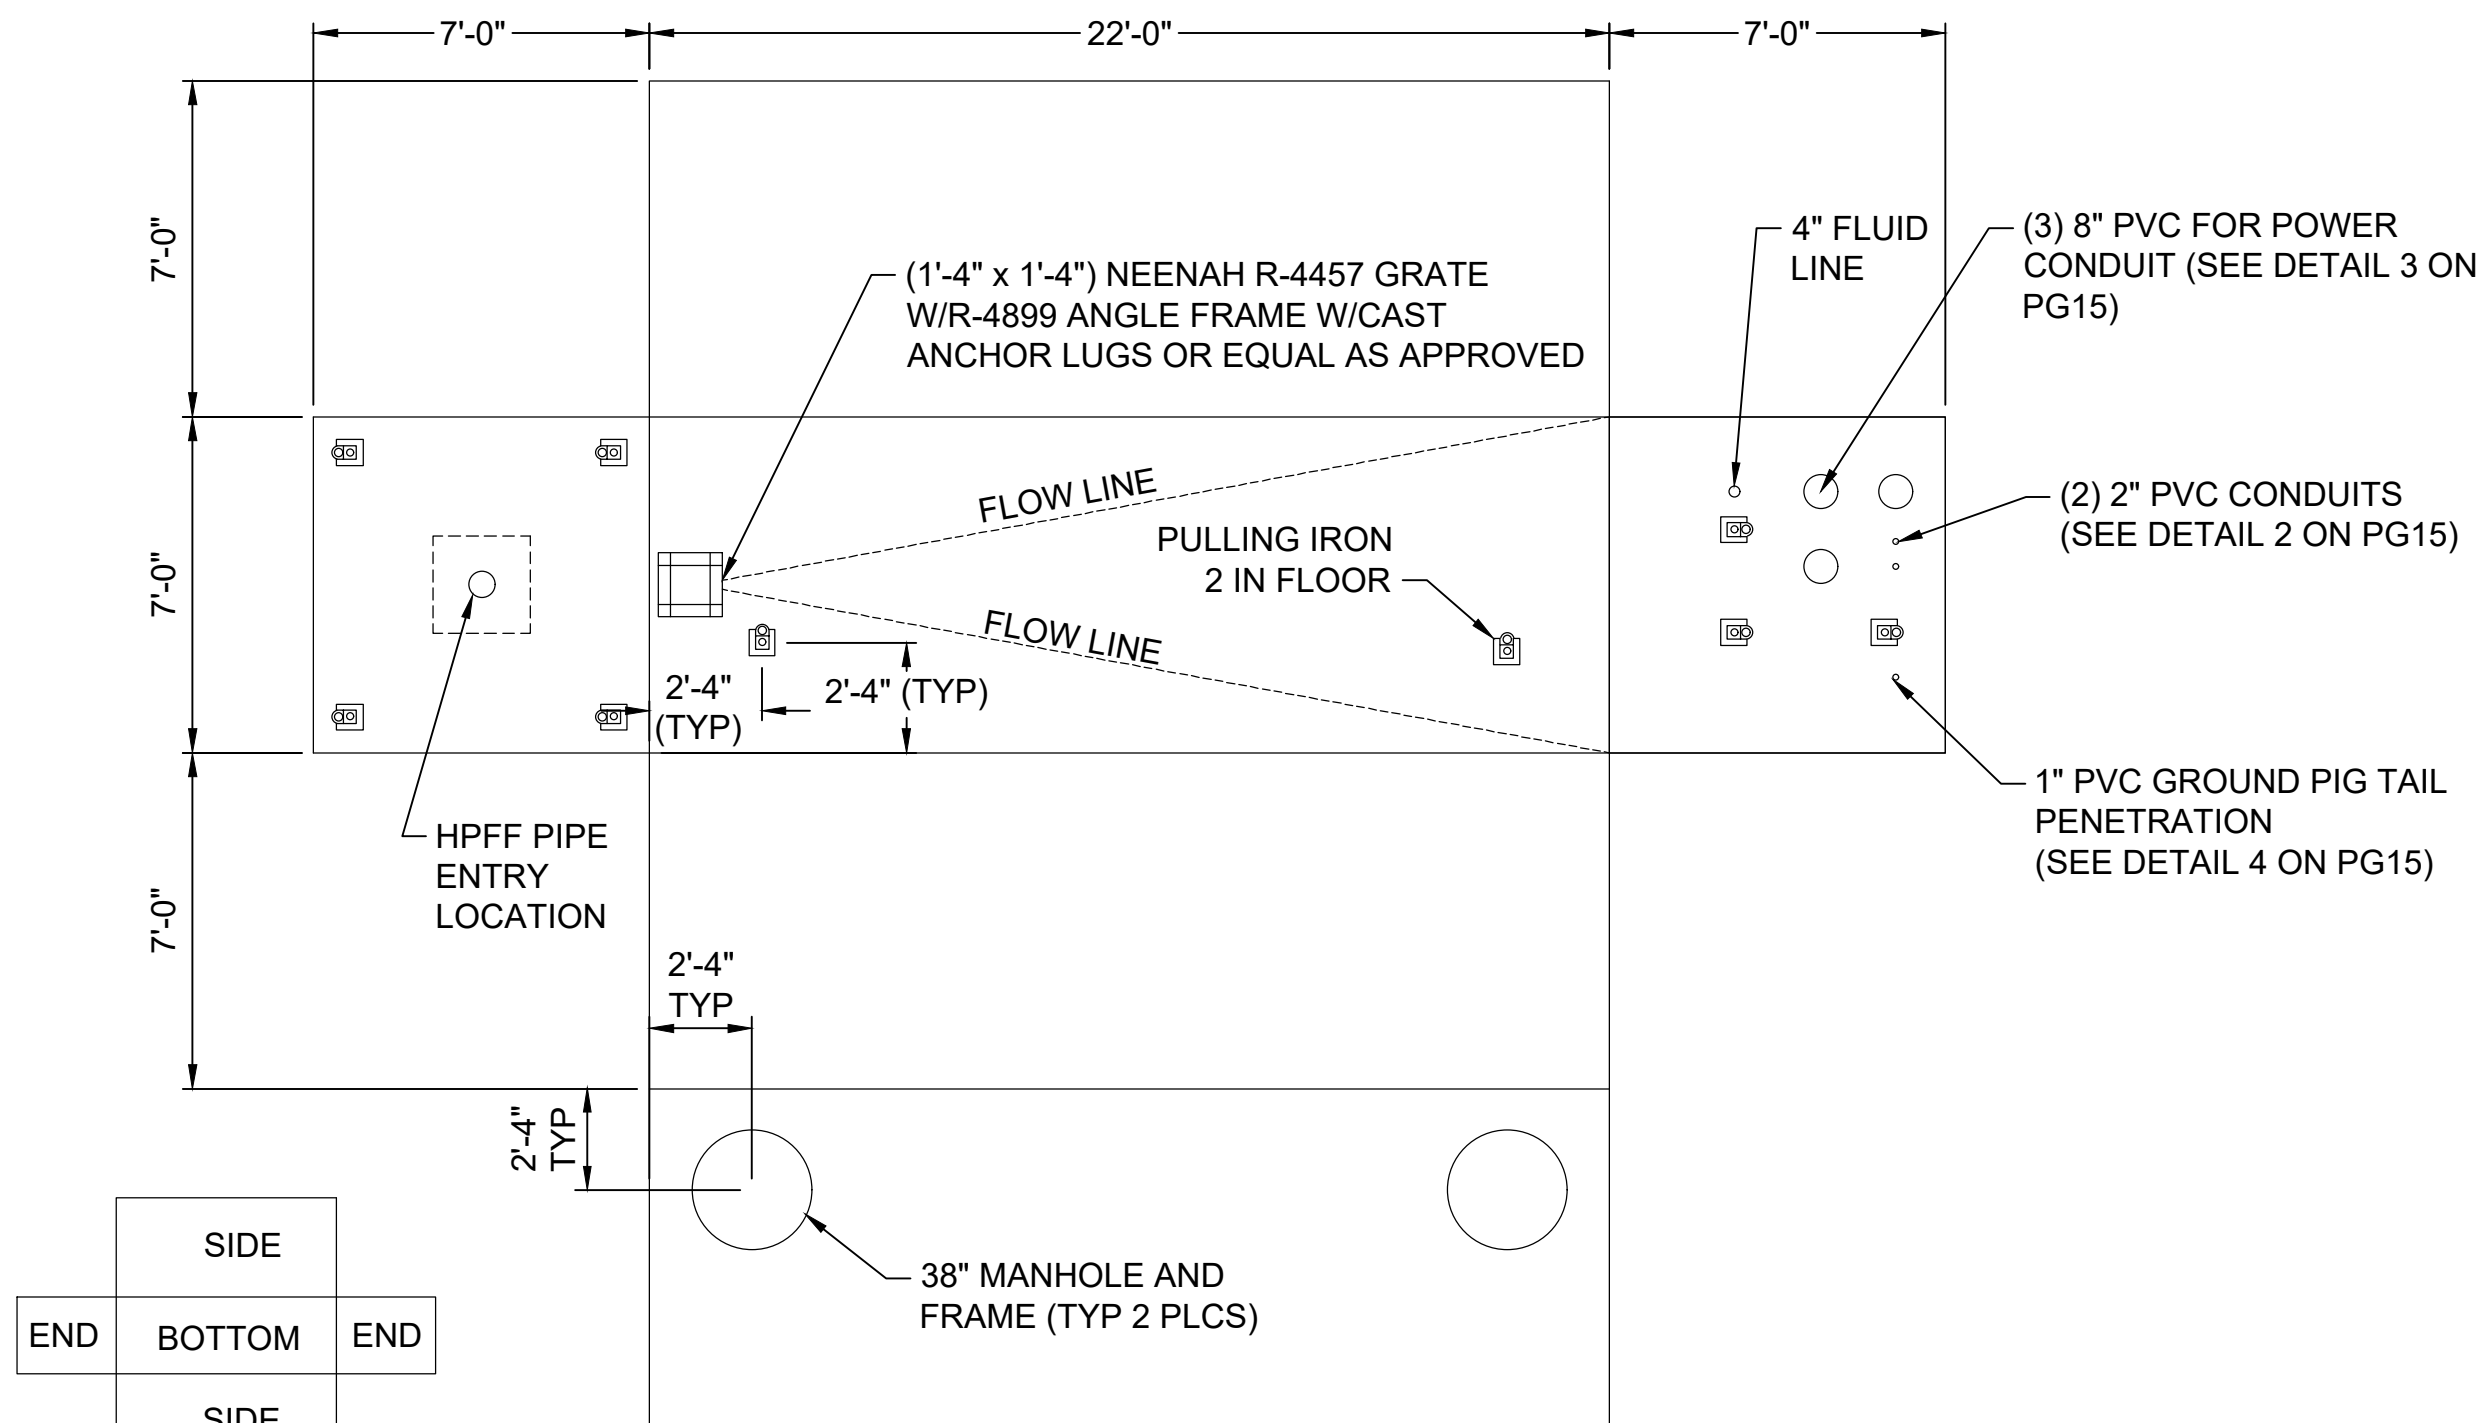 7'-0"
22'-0"
7'-0"
7'-0"
4" FLUID
LINE
(3) 8" PVC FOR POWER
CONDUIT (SEE DETAIL 3 ON
PG15)
(1'-4" x 1'-4") NEENAH R-4457 GRATE
W/R-4899 ANGLE FRAME W/CAST
ANCHOR LUGS OR EQUAL AS APPROVED
FLOW LINE
(2) 2" PVC CONDUITS
(SEE DETAIL 2 ON PG15)
PULLING IRON
2 IN FLOOR
7'-0"
FLOW LINE
2'-4"
(TYP)
2'-4" (TYP)
1" PVC GROUND PIG TAIL
PENETRATION
(SEE DETAIL 4 ON PG15)
HPFF PIPE
ENTRY
LOCATION
7'-0"
2'-4"
TYP
2'-4"
TYP
38" MANHOLE AND
FRAME (TYP 2 PLCS)
SIDE
END
BOTTOM
END
SIDE